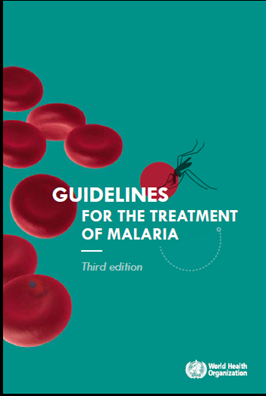 GUIDELINES
FOR THE TREATMENT
OF MALARIA
Third edition
World Health
Organization